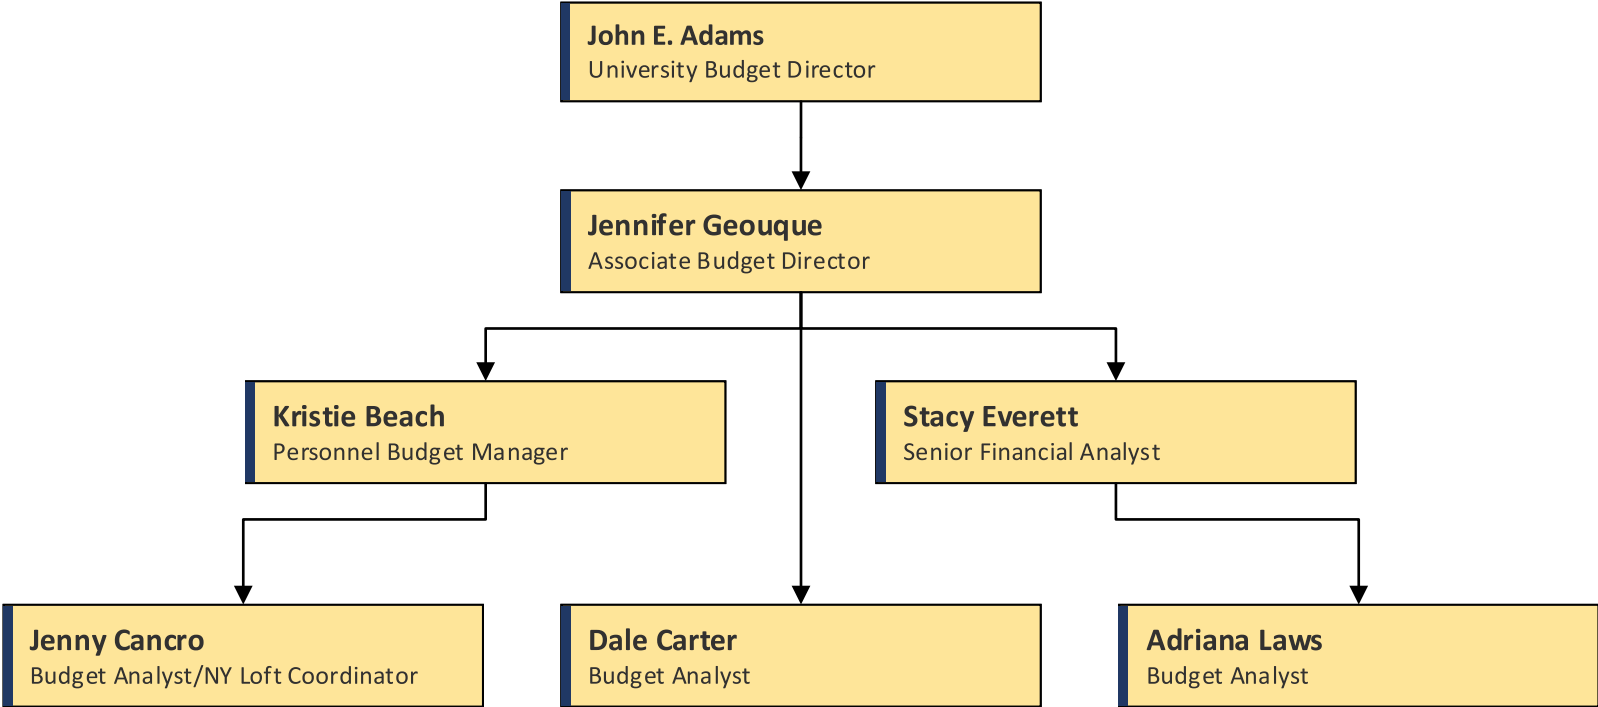 John E. Adams
University Budget Director
Jennifer Geouque
Associate Budget Director
Kristie Beach
Personnel Budget Manager
Stacy Everett
Senior Financial Analyst
Jenny Cancro
Budget Analyst/NY Loft Coordinator
Dale Carter
Budget Analyst
Adriana Laws
Budget Analyst